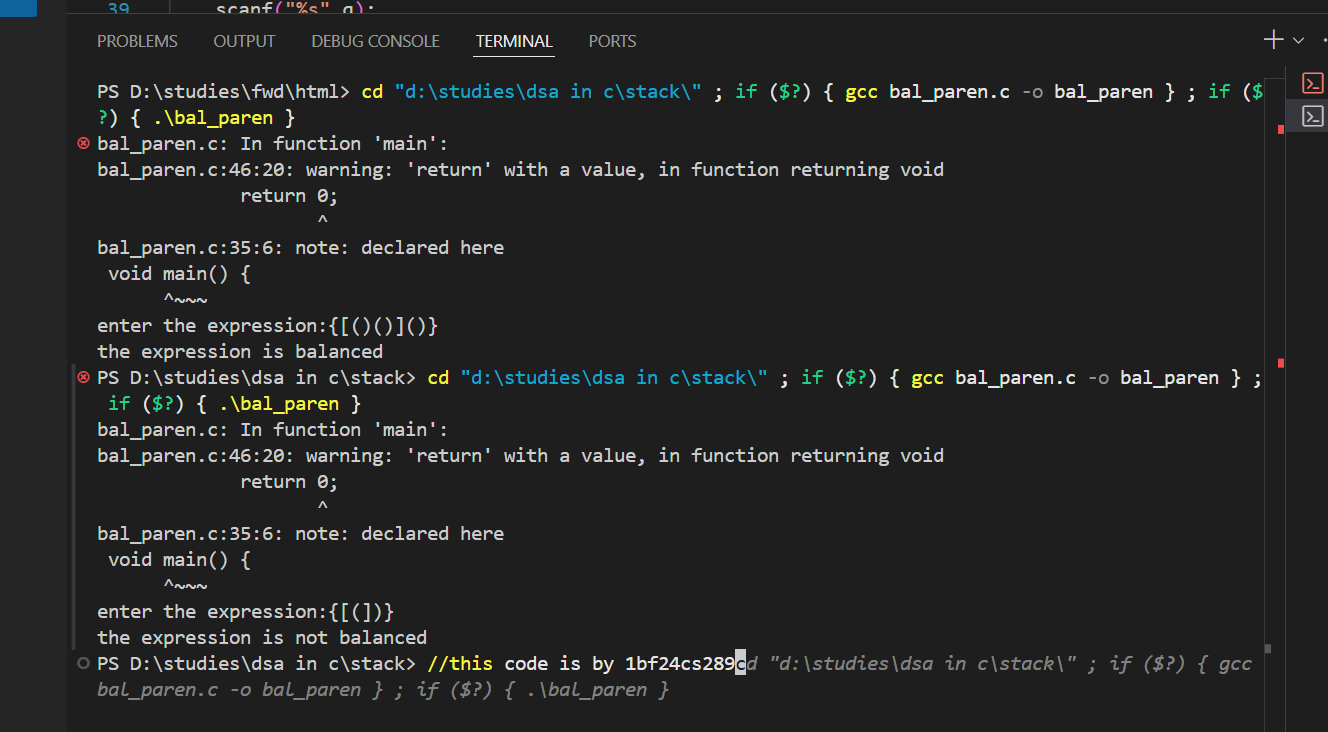 39 scanf("%s",a);
PROBLEMS OUTPUT DEBUG CONSOLE TERMINAL PORTS
PS D:\studies\fwd\html> cd "d:\studies\dsa in c\stack\" ; if ($?) { gcc bal_paren.c -o bal_paren } ; if ($
?) { .\bal_paren }
bal_paren.c: In function 'main':
bal_paren.c:46:20: warning: 'return' with a value, in function returning void
return 0;
^
bal_paren.c:35:6: note: declared here
void main() {
^~~~
enter the expression:{[()()]()}
the expression is balanced
PS D:\studies\dsa in c\stack> cd "d:\studies\dsa in c\stack\" ; if ($?) { gcc bal_paren.c -o bal_paren } ;
if ($?) { .\bal_paren }
bal_paren.c: In function 'main':
bal_paren.c:46:20: warning: 'return' with a value, in function returning void
return 0;
^
bal_paren.c:35:6: note: declared here
void main() {
^~~~
enter the expression:{[(])}
the expression is not balanced
PS D:\studies\dsa in c\stack> //this code is by 1bf24cs289cd "d:\studies\dsa in c\stack\" ; if ($?) { gcc
bal_paren.c -o bal_paren } ; if ($?) { .\bal_paren }